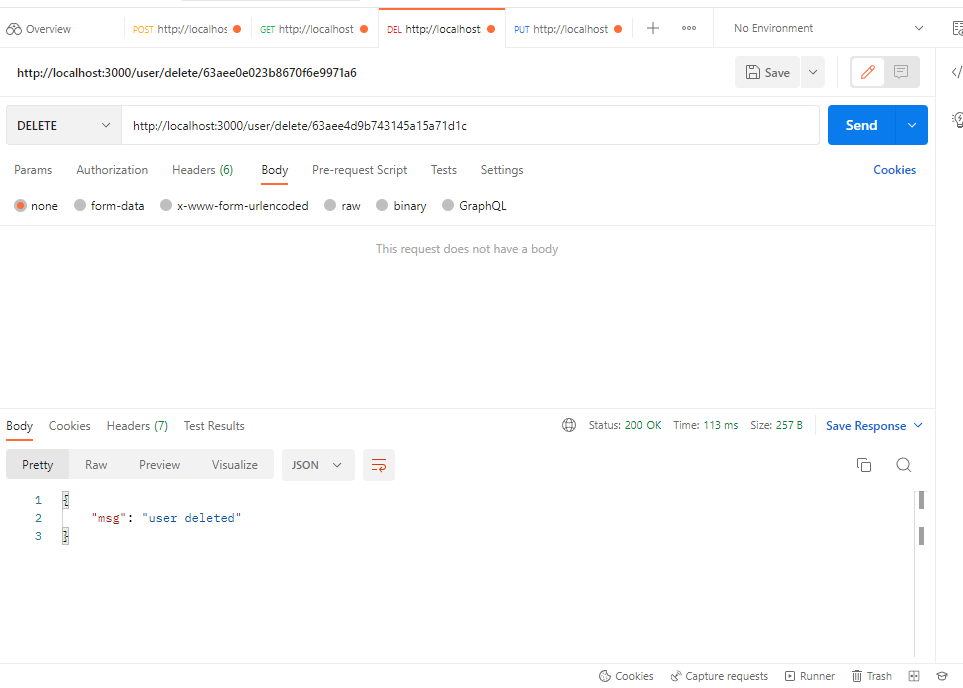 Overview
POST http://localhos
GET http://localhost
DEL http://localhost
PUT http://localhost
No Environment
http://localhost:3000/user/delete/63aee0e023b8670f6e9971a6
Save
DELETE
http://localhost:3000/user/delete/63aee4d9b743145a15a71d1c
Send
Params Authorization Headers (6) Body Pre-request Script Tests Settings Cookies
none form-data x-www-form-urlencoded raw binary GraphQL
This request does not have a body
Body Cookies Headers (7) Test Results
Status: 200 OK Time: 113 ms Size: 257 B Save Response
Pretty Raw Preview Visualize JSON
1 {
2 "msg": "user deleted"
3 }
Cookies Capture requests Runner Trash